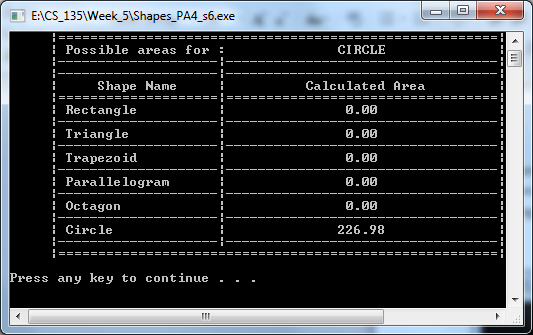 E:\CS_135\Week_5\Shapes_PA4_s6.exe
Possible areas for : CIRCLE
Shape Name Calculated Area
Rectangle 0.00
Triangle 0.00
Trapezoid 0.00
Parallelogram 0.00
Octagon 0.00
Circle 226.98
Press any key to continue . . .